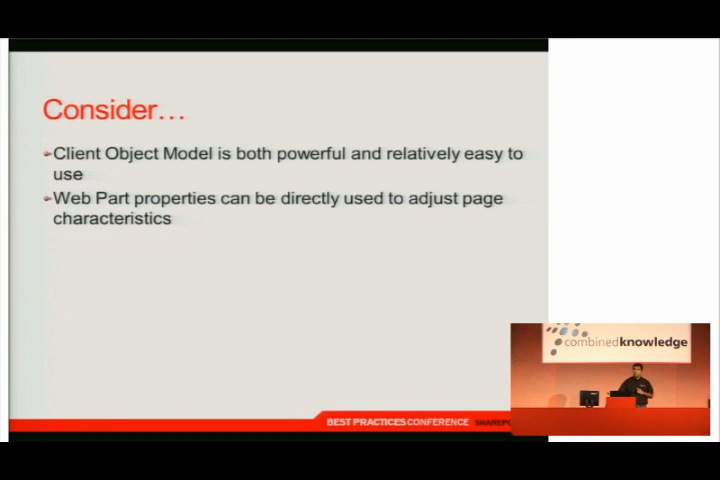 Consider...
Client Object Model is both powerful and relatively easy to
use
Web Part properties can be directly used to adjust page
characteristics
combinedknowledge
BEST PRACTICES CONFERENCE